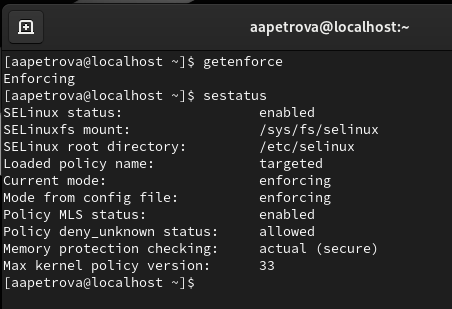 aapetrova@localhost:~
[aapetrova@localhost ~]$ getenforce
Enforcing
[aapetrova@localhost ~]$ sestatus
SELinux status:                 enabled
SELinuxfs mount:                /sys/fs/selinux
SELinux root directory:         /etc/selinux
Loaded policy name:             targeted
Current mode:                   enforcing
Mode from config file:          enforcing
Policy MLS status:              enabled
Policy deny_unknown status:     allowed
Memory protection checking:     actual (secure)
Max kernel policy version:      33
[aapetrova@localhost ~]$